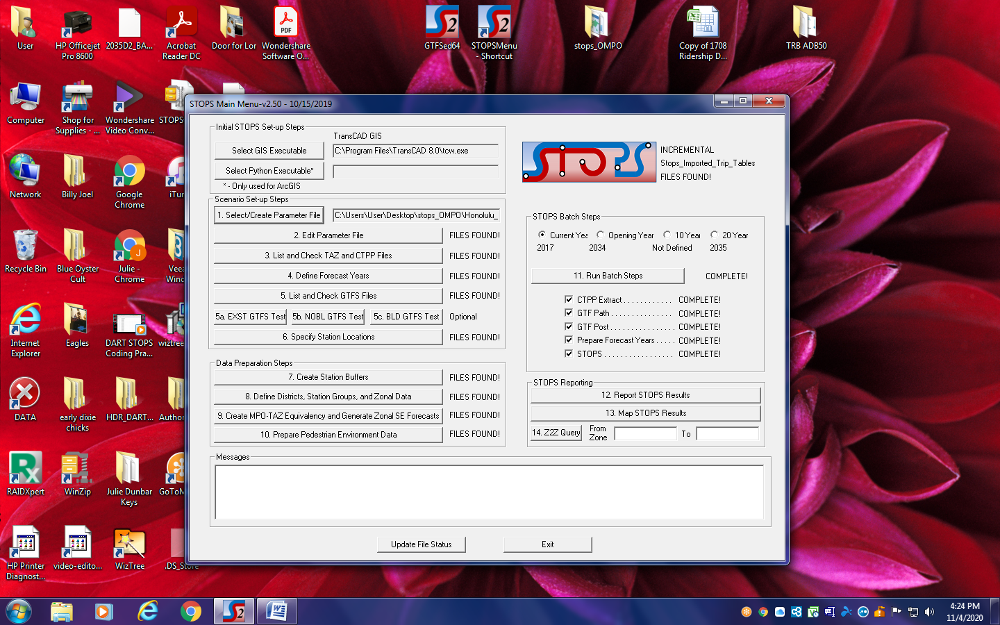 User
HP Officejet Pro 8600
2035D2_BA...
Acrobat Reader DC
Door for Lor
Wondershare Software O...
GTFSed64
STOPSMenu - Shortcut
stops_OMPO
Copy of 1708 Ridership D...
TRB ADB50
Computer
Shop for Supplies - ...
Wondershare Video Conv...
Network
Billy Joel
Google Chrome
Recycle Bin
Blue Oyster Cult
Julie - Chrome
Internet Explorer
Eagles
DART STOPS Coding Pra...
DATA
early dixie chicks
HDR_DART...
RAIDXpert
WinZip
Julie Dunbar Keys
HP Printer Diagnost...
video-edito...
WizTree
.DS_Store
STOPS Main Menu-v2.50 - 10/15/2019
Initial STOPS Set-up Steps
TransCAD GIS
Select GIS Executable
C:\Program Files\TransCAD 8.0\tcw.exe
Select Python Executable*
* - Only used for ArcGIS
Scenario Set-up Steps
1. Select/Create Parameter File
C:\Users\User\Desktop\stops_OMPO\Honolulu_
2. Edit Parameter File FILES FOUND!
3. List and Check TAZ and CTPP Files FILES FOUND!
4. Define Forecast Years FILES FOUND!
5. List and Check GTFS Files FILES FOUND!
5a. EXST GTFS Test 5b. NOBL GTFS Test 5c. BLD GTFS Test Optional
6. Specify Station Locations FILES FOUND!
Data Preparation Steps
7. Create Station Buffers FILES FOUND!
8. Define Districts, Station Groups, and Zonal Data FILES FOUND!
9. Create MPO-TAZ Equivalency and Generate Zonal SE Forecasts FILES FOUND!
10. Prepare Pedestrian Environment Data FILES FOUND!
STOPS
INCREMENTAL
Stops_Imported_Trip_Tables
FILES FOUND!
STOPS Batch Steps
Current Yea Opening Year 10 Year 20 Year
2017 2034 Not Defined 2035
11. Run Batch Steps COMPLETE!
CTPP Extract . . . . . . . . . . . . COMPLETE!
GTF Path . . . . . . . . . . . . . . . COMPLETE!
GTF Post . . . . . . . . . . . . . . . COMPLETE!
Prepare Forecast Years . . . . . COMPLETE!
STOPS . . . . . . . . . . . . . . . . . COMPLETE!
STOPS Reporting
12. Report STOPS Results
13. Map STOPS Results
14. Z2Z Query From Zone To
Messages
Update File Status Exit
4:24 PM
11/4/2020